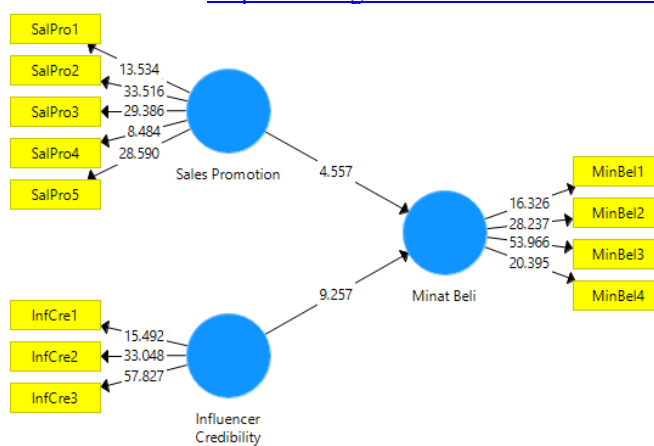 SalPro1
SalPro2
SalPro3
SalPro4
SalPro5
13.534
33.516
29.386
8.484
28.590
Sales Promotion
4.557
InfCre1
InfCre2
InfCre3
15.492
33.048
57.827
Influencer
Credibility
9.257
Minat Beli
16.326
28.237
53.966
20.395
MinBel1
MinBel2
MinBel3
MinBel4